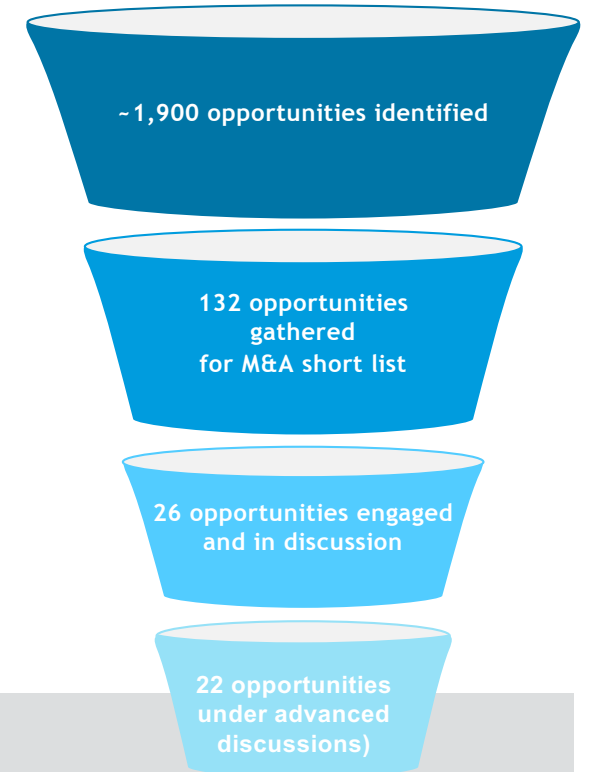 ~1,900 opportunities identified
132 opportunities
gathered
for M&A short list
26 opportunities engaged
and in discussion
22 opportunities
under advanced
discussions)